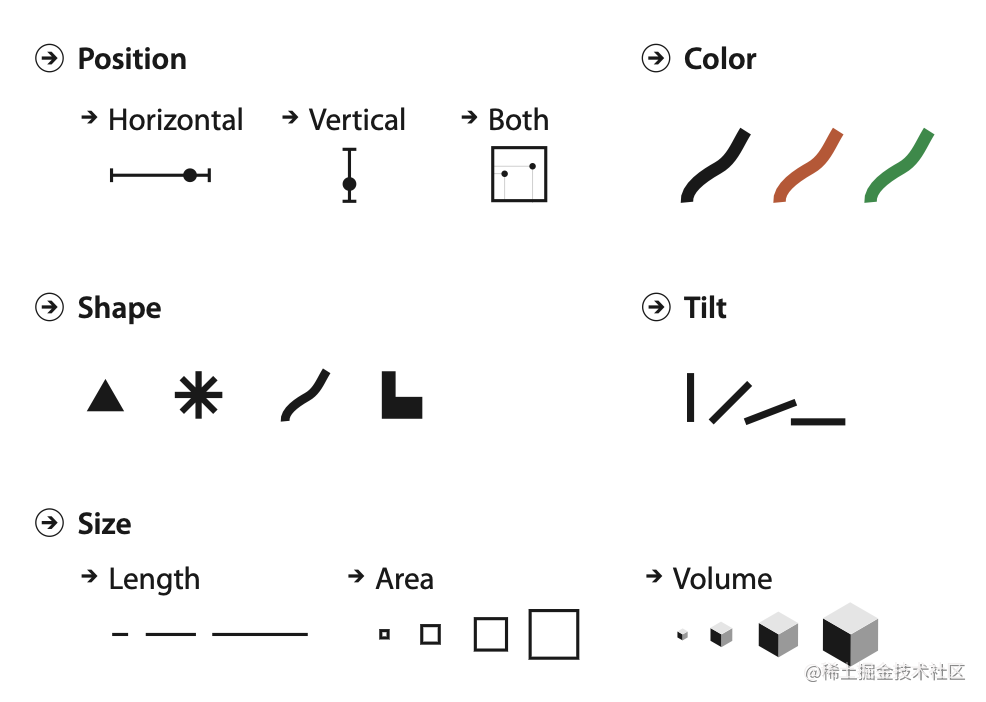 Position
Color
Horizontal
Vertical
Both
Shape
Tilt
Size
Length
Area
Volume
@稀土掘金技术社区